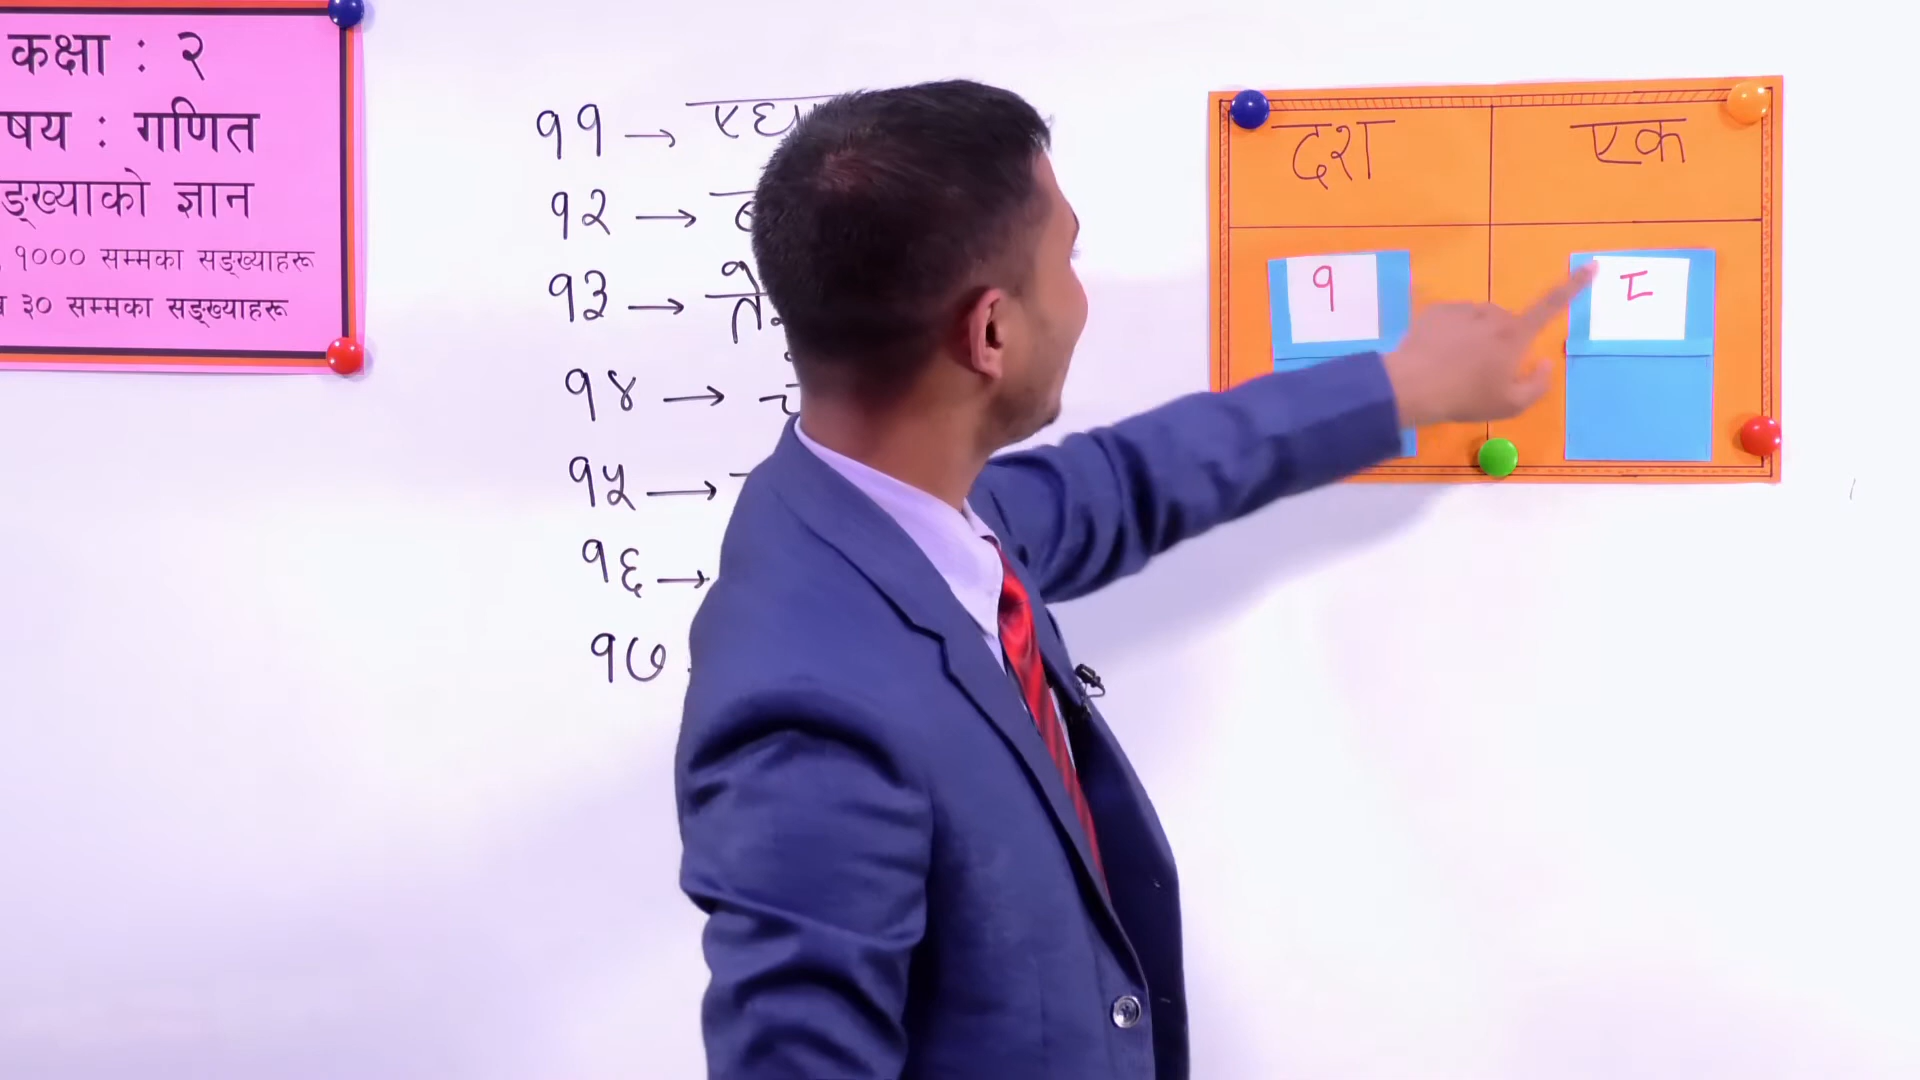 कक्षा : २
षय : गणित
ङ्ख्याको ज्ञान
१००० सम्मका सङ्ख्याहरू
३० सम्मका सङ्ख्याहरू
११ →
१२ →
१३ →
१४ →
१५ →
१६ →
१७
दश एक
१ ८